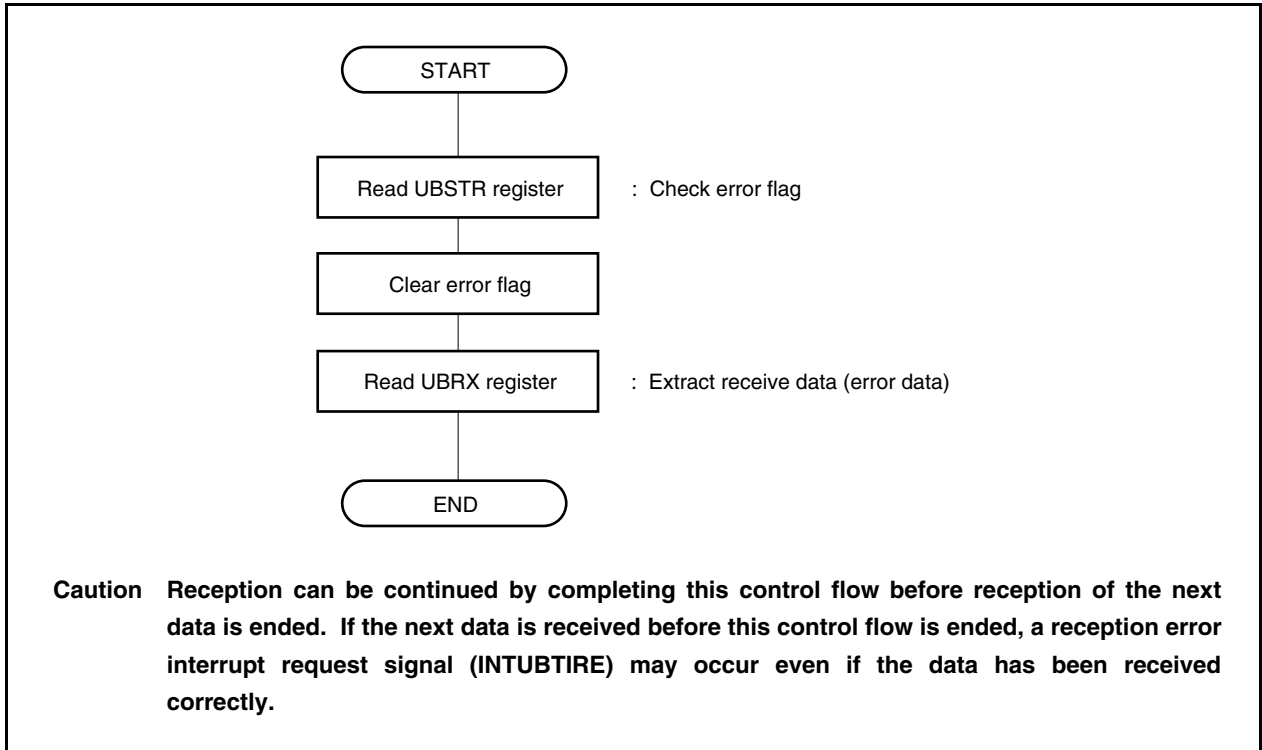 START
Read UBSTR register : Check error flag
Clear error flag
Read UBRX register : Extract receive data (error data)
END
Caution Reception can be continued by completing this control flow before reception of the next
data is ended. If the next data is received before this control flow is ended, a reception error
interrupt request signal (INTUBTIRE) may occur even if the data has been received
correctly.